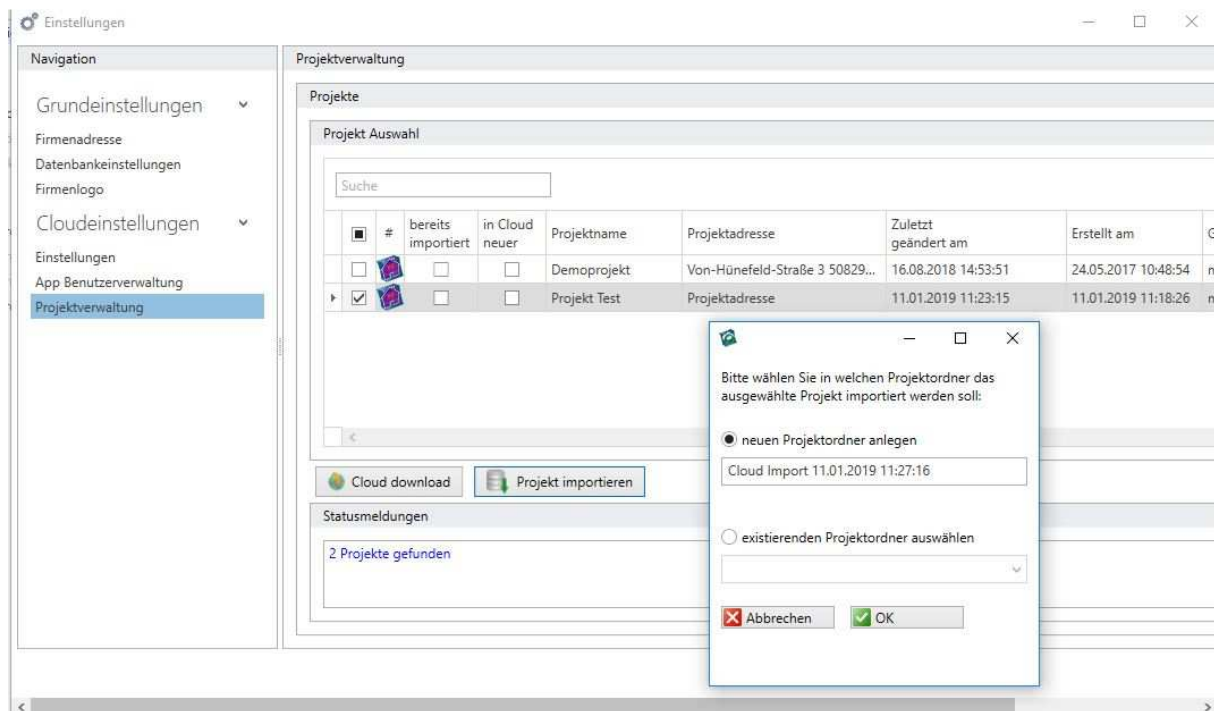 Einstellungen
Navigation
Grundeinstellungen
Firmenadresse
Datenbankeinstellungen
Firmenlogo
Cloudeinstellungen
Einstellungen
App Benutzerverwaltung
Projektverwaltung
Projektverwaltung
Projekte
Projekt Auswahl
Suche
# bereits importiert in Cloud neuer Projektname Projektadresse Zuletzt geändert am Erstellt am
Demoprojekt Von-Hünefeld-Straße 3 50829... 16.08.2018 14:53:51 24.05.2017 10:48:54
Projekt Test Projektadresse 11.01.2019 11:23:15 11.01.2019 11:18:26
Cloud download Projekt importieren
Statusmeldungen
2 Projekte gefunden
Bitte wählen Sie in welchen Projektordner das
ausgewählte Projekt importiert werden soll:
neuen Projektordner anlegen
Cloud Import 11.01.2019 11:27:16
existierenden Projektordner auswählen
Abbrechen OK